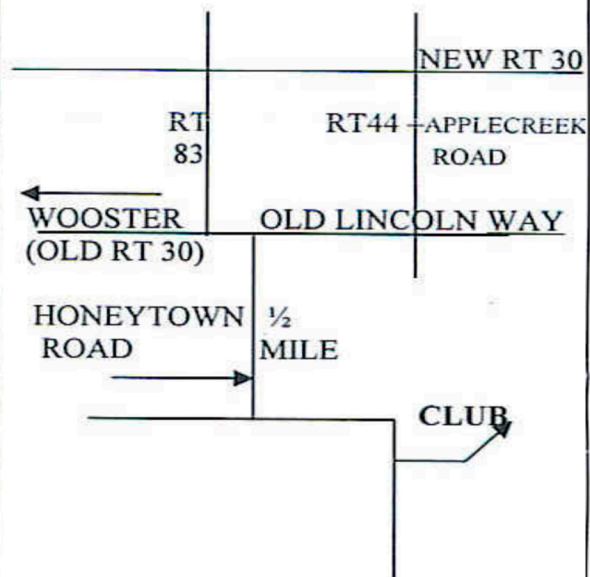 NEW RT 30
RT
83
RT44
APPLECREEK
ROAD
WOOSTER
(OLD RT 30)
OLD LINCOLN WAY
HONEYTOWN
ROAD
½
MILE
CLUB